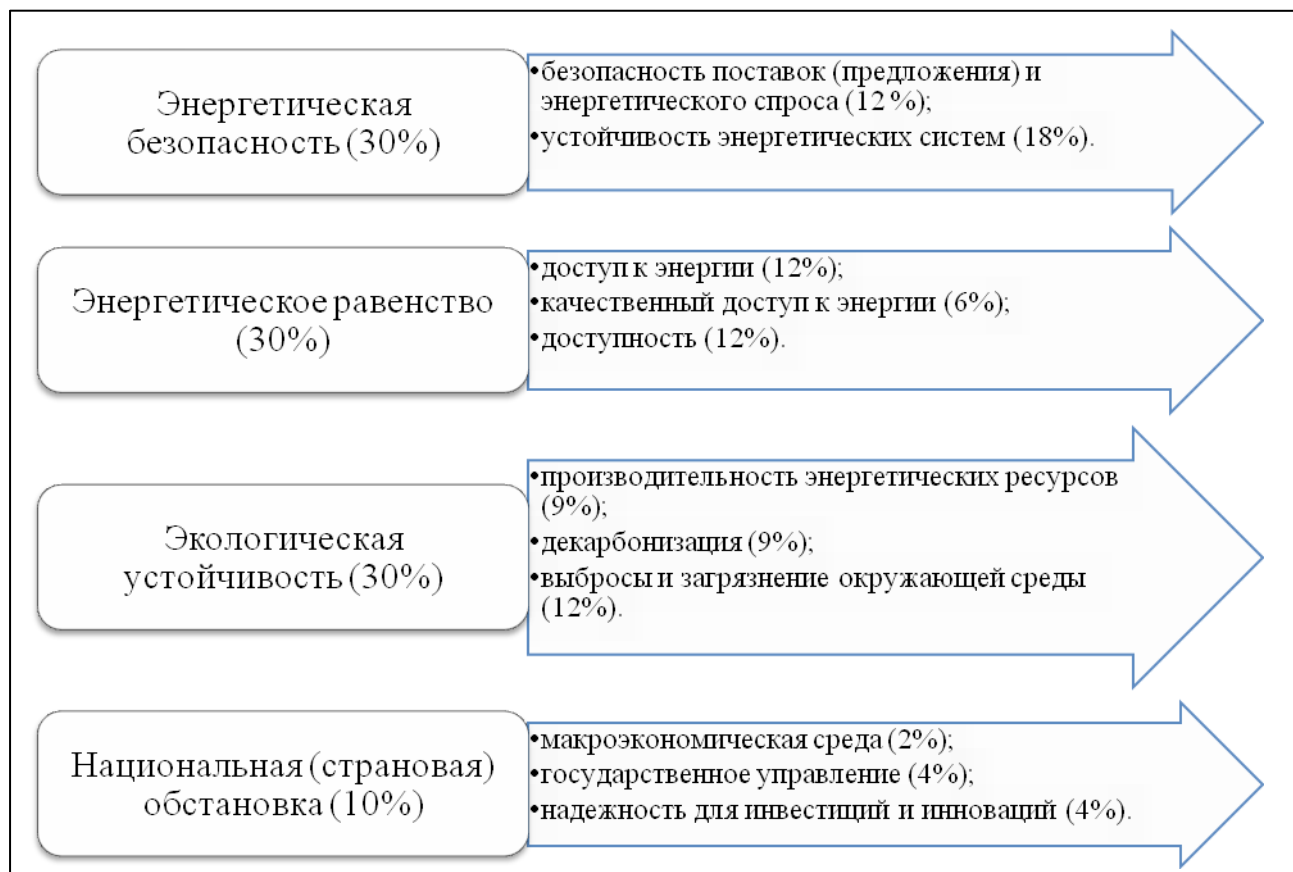 Энергетическая
безопасность (30%)
•безопасность поставок (предложения) и
энергетического спроса (12 %);
•устойчивость энергетических систем (18%).
Энергетическое равенство
(30%)
•доступ к энергии (12%);
•качественный доступ к энергии (6%);
•доступность (12%).
Экологическая
устойчивость (30%)
•производительность энергетических ресурсов
(9%);
•декарбонизация (9%);
•выбросы и загрязнение окружающей среды
(12%).
Национальная (страновая)
обстановка (10%)
•макроэкономическая среда (2%);
•государственное управление (4%);
•надежность для инвестиций и инноваций (4%).